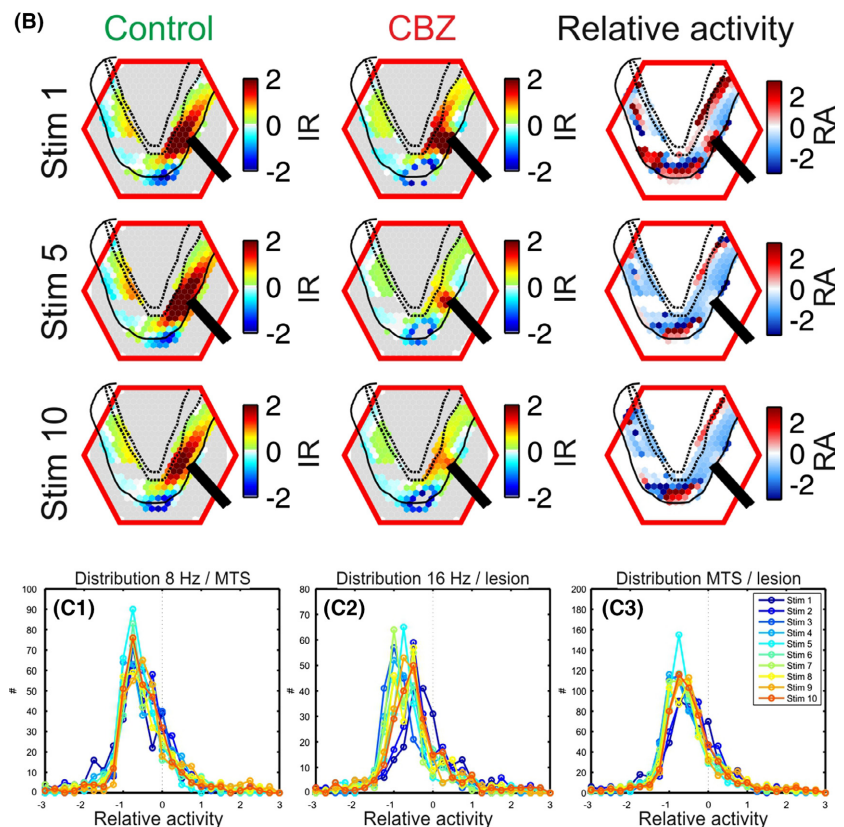 (B)
Control CBZ Relative activity
Stim 1
2
0
-2
IR
2
0
-2
IR
2
0
-2
RA
Stim 5
2
0
-2
IR
2
0
-2
IR
2
0
-2
RA
Stim 10
2
0
-2
IR
2
0
-2
IR
2
0
-2
RA
Distribution 8 Hz / MTS
(C1)
100
90
80
70
60
50
40
30
20
10
0
#
-3 -2 -1 0 1 2 3
Relative activity
Distribution 16 Hz / lesion
(C2)
80
70
60
50
40
30
20
10
0
#
-3 -2 -1 0 1 2 3
Relative activity
Distribution MTS / lesion
(C3)
200
180
160
140
120
100
80
60
40
20
0
#
-3 -2 -1 0 1 2 3
Relative activity
Stim 1
Stim 2
Stim 3
Stim 4
Stim 5
Stim 6
Stim 7
Stim 8
Stim 9
Stim 10